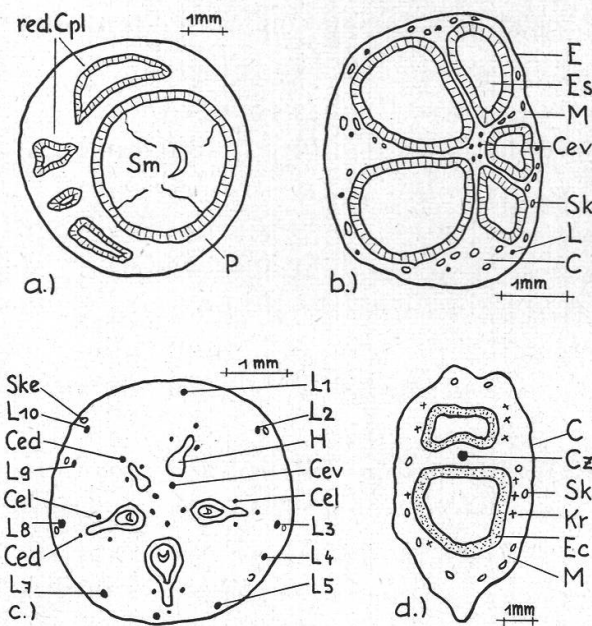 red.Cpl
1mm
Sm
P
a.)
E
Es
M
Cev
Sk
L
C
b.)
1mm
1 mm
Ske
L10
Ced
L9
Cel
L8
Ced
L7
c.)
L1
L2
H
Cev
Cel
L3
L4
L5
C
Cz
Sk
Kr
Ec
M
d.)
1mm